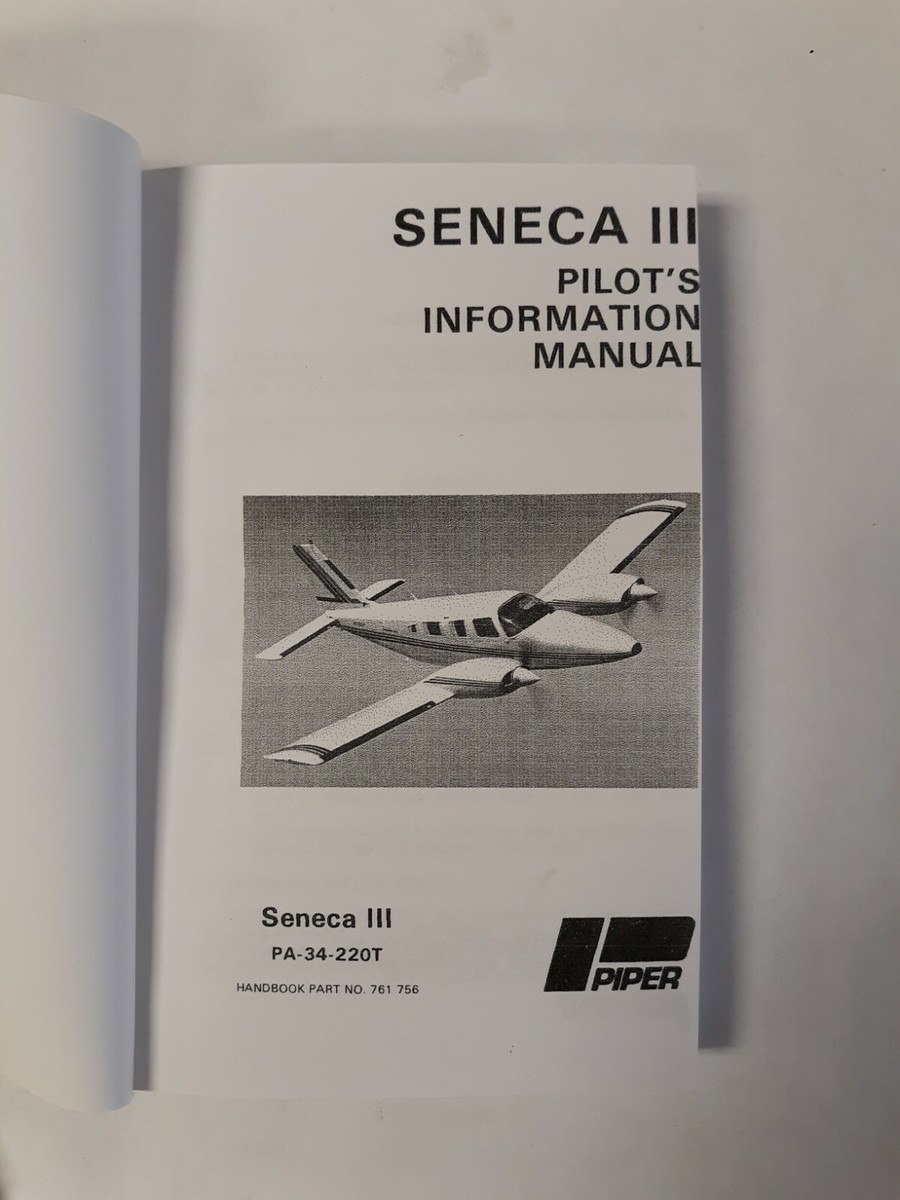 SENECA III
PILOT'S
INFORMATION
MANUAL
Seneca III
PA-34-220T
HANDBOOK PART NO. 761 756
PIPER